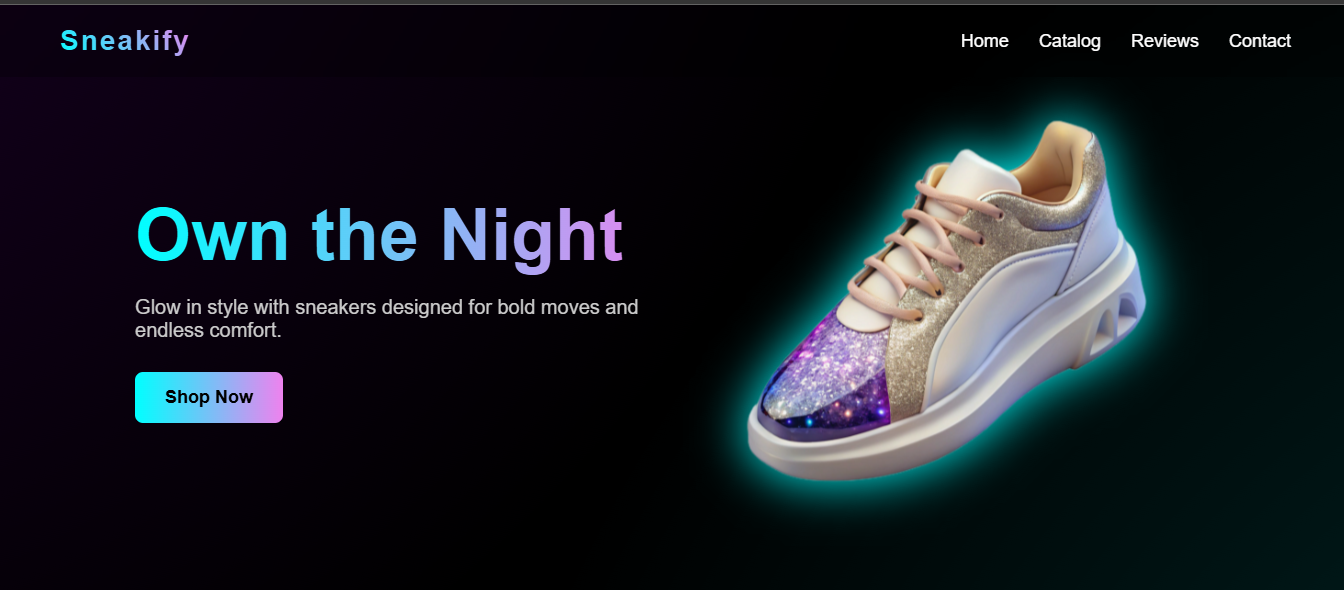 Sneakify
Home Catalog Reviews Contact
Own the Night
Glow in style with sneakers designed for bold moves and
endless comfort.
Shop Now